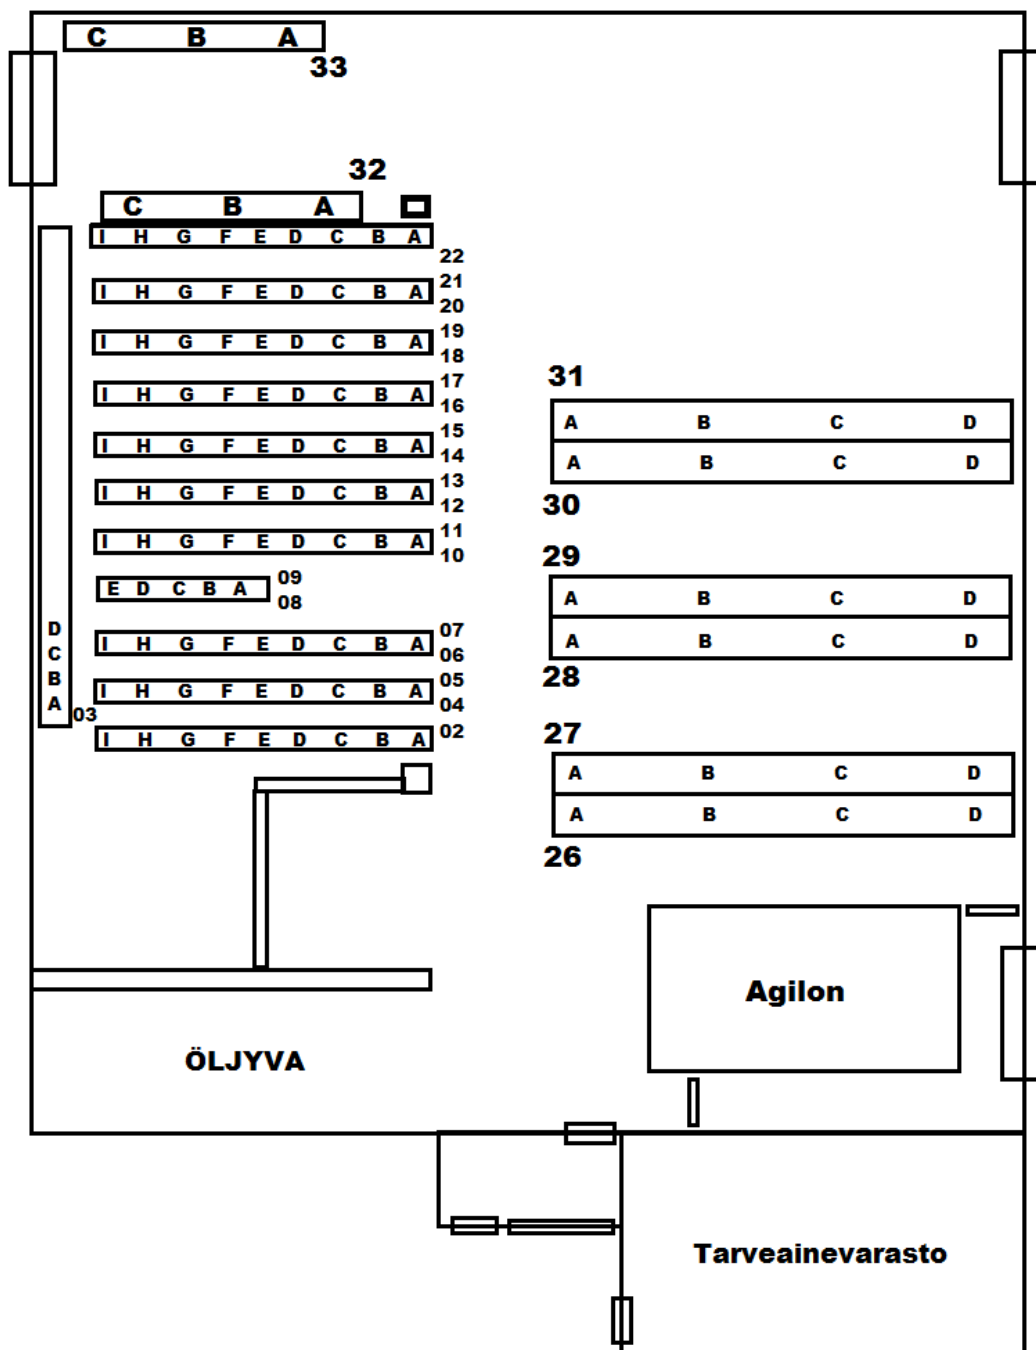 C B A
33
32
C B A
I H G F E D C B A
22
21
I H G F E D C B A
20
19
I H G F E D C B A
18
17
I H G F E D C B A
16
15
I H G F E D C B A
14
13
I H G F E D C B A
12
11
I H G F E D C B A
10
09
E D C B A
08
07
I H G F E D C B A
06
05
I H G F E D C B A
04
02
I H G F E D C B A
D
C
B
A
03
31
A B C D
A B C D
30
29
A B C D
A B C D
28
27
A B C D
A B C D
26
Agilon
ÖLJYVA
Tarveainevarasto